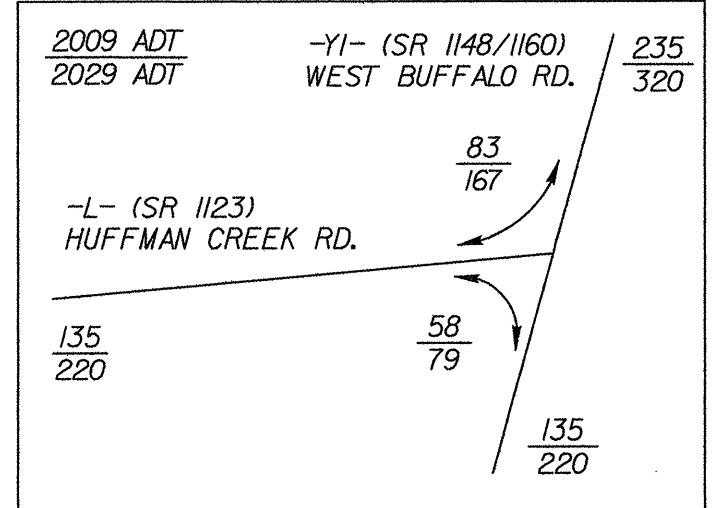 2009 ADT
2029 ADT
-Y1- (SR 1148/1160)
WEST BUFFALO RD.
235
320
83
167
-L- (SR 1123)
HUFFMAN CREEK RD.
135
220
58
79
135
220